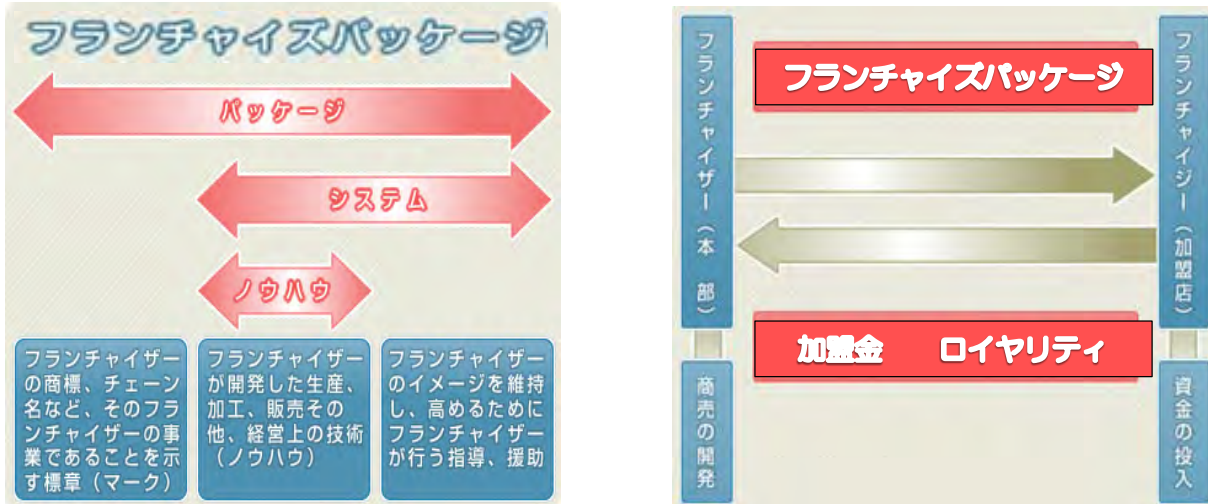 フランチャイズパッケージ
パッケージ
システム
ノウハウ
フランチャイザー
の商標、チェーン
名など、そのフラ
ンチャイザーの事
業であることを示
す標章（マーク）
フランチャイザー
が開発した生産、
加工、販売その
他、経営上の技術
（ノウハウ）
フランチャイザー
のイメージを維持
し、高めるために
フランチャイザー
が行う指導、援助
フランチャイザー（本　部）
フランチャイズパッケージ
フランチャイジー（加盟店）
加盟金　ロイヤリティ
商売の開発
資金の投入